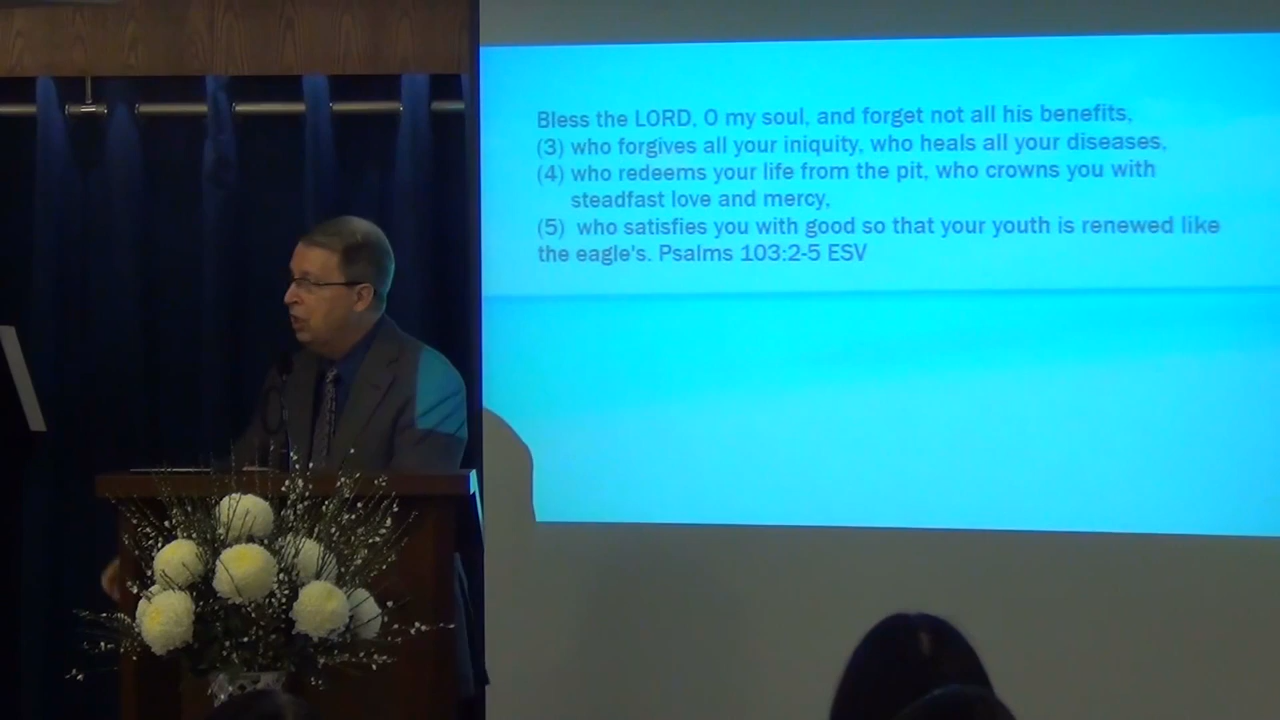 Bless the LORD, O my soul, and forget not all his benefits,
(3) who forgives all your iniquity, who heals all your diseases,
(4) who redeems your life from the pit, who crowns you with
steadfast love and mercy,
(5) who satisfies you with good so that your youth is renewed like
the eagle's. Psalms 103:2-5 ESV